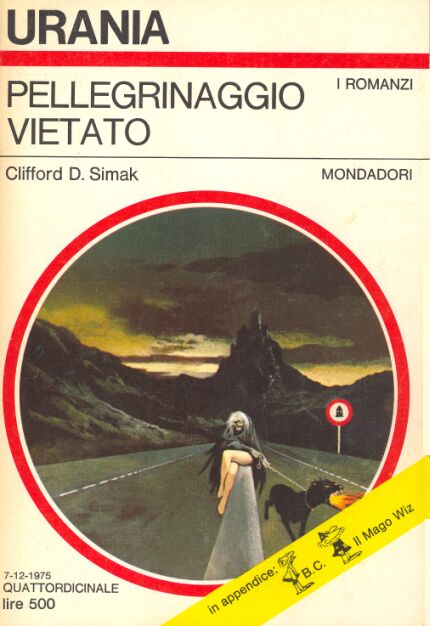 URANIA
PELLEGRINAGGIO
VIETATO
I ROMANZI
Clifford D. Simak
MONDADORI
7-12-1975
QUATTORDICINALE
lire 500
in appendice: B.C. Il Mago Wiz